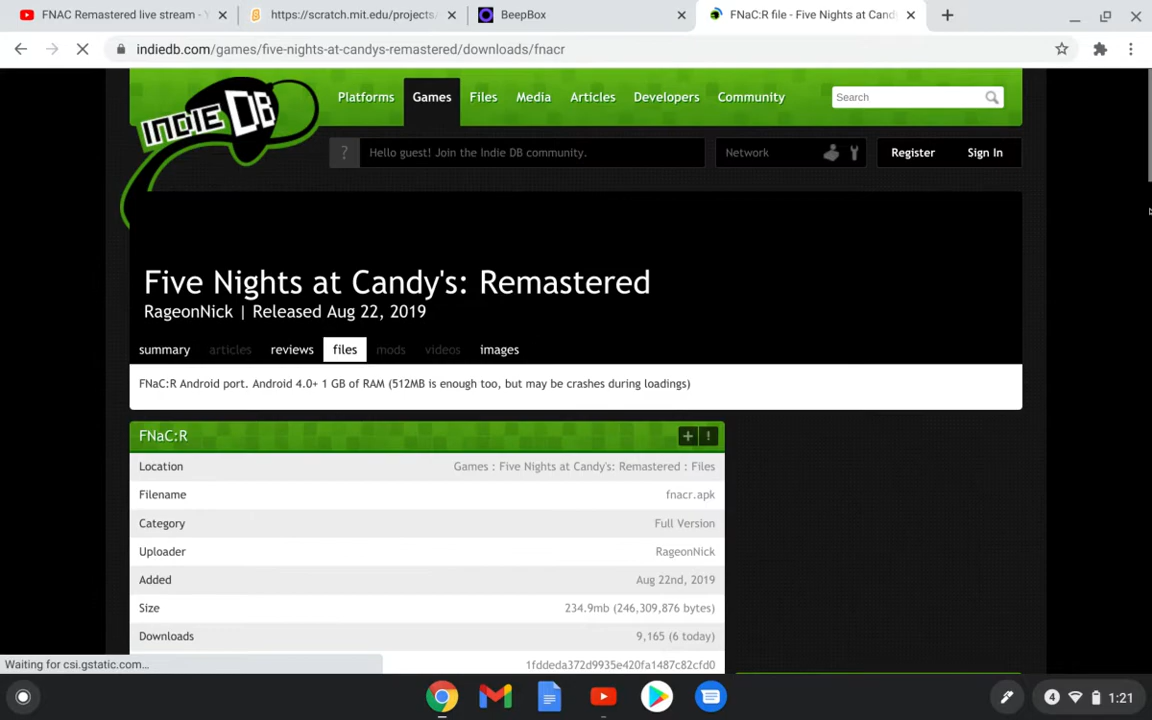 FNAC Remastered live stream - Y
https://scratch.mit.edu/projects/
BeepBox
FNaC:R file - Five Nights at Candy
indiedb.com/games/five-nights-at-candys-remastered/downloads/fnacr
INDIE DB
Platforms Games Files Media Articles Developers Community Search
? Hello guest! Join the Indie DB community. Network Register Sign In
Five Nights at Candy's: Remastered
RageonNick | Released Aug 22, 2019
summary articles reviews files mods videos images
FNaC:R Android port. Android 4.0+ 1 GB of RAM (512MB is enough too, but may be crashes during loadings)
FNaC:R + !
Location Games : Five Nights at Candy's: Remastered : Files
Filename fnacr.apk
Category Full Version
Uploader RageonNick
Added Aug 22nd, 2019
Size 234.9mb (246,309,876 bytes)
Downloads 9,165 (6 today)
1fddeda372d9935e420fa1487c82cfd0
Waiting for csi.gstatic.com...
4 1:21